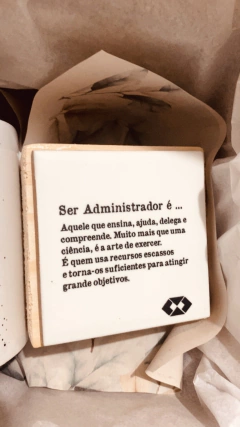 Ser Administrador é ...
Aquele que ensina, ajuda, delega e
compreende. Muito mais que uma
ciência, é a arte de exercer.
É quem usa recursos escassos
e torna-os suficientes para atingir
grande objetivos.